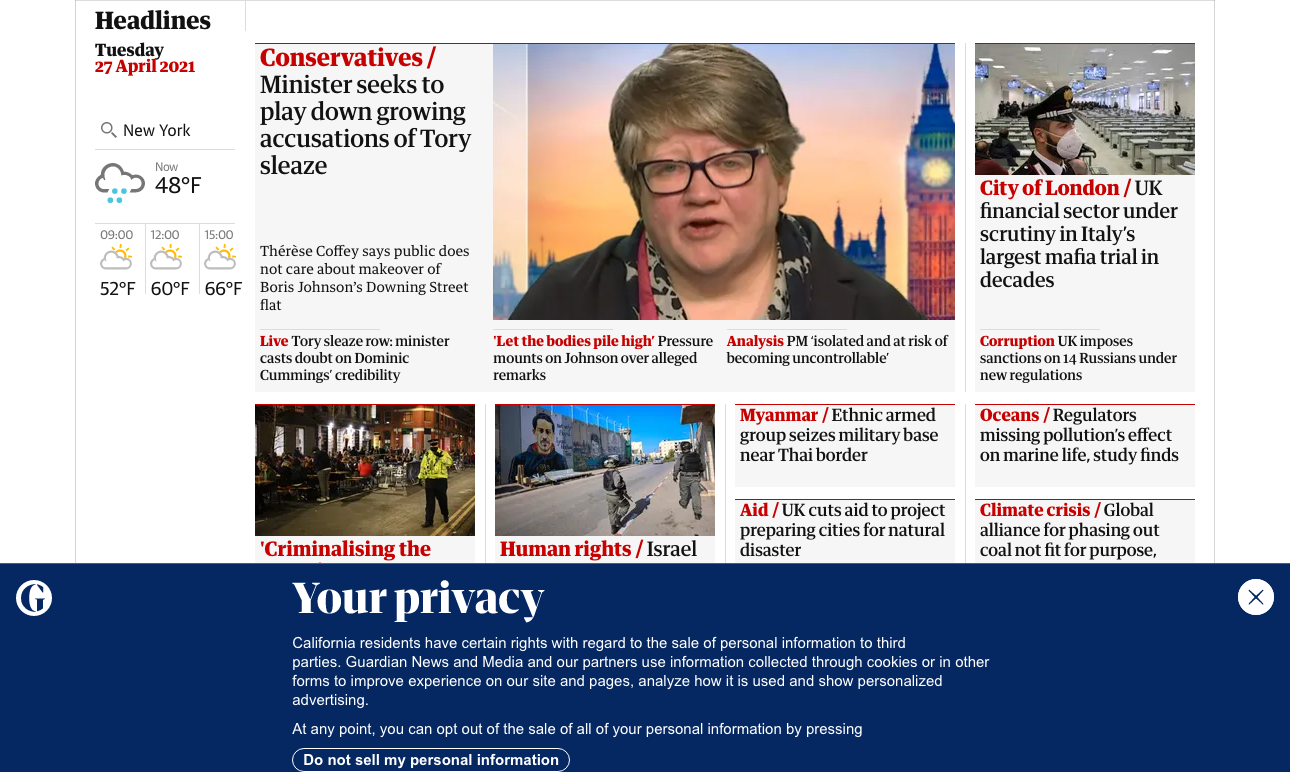 Headlines
Tuesday
27 April 2021
New York
Now
48°F
09:00
12:00
15:00
52°F
60°F
66°F
Conservatives /
Minister seeks to
play down growing
accusations of Tory
sleaze
Thérèse Coffey says public does
not care about makeover of
Boris Johnson's Downing Street
flat
City of London / UK
financial sector under
scrutiny in Italy's
largest mafia trial in
decades
Live Tory sleaze row: minister
casts doubt on Dominic
Cummings' credibility
'Let the bodies pile high' Pressure
mounts on Johnson over alleged
remarks
Analysis PM 'isolated and at risk of
becoming uncontrollable'
Corruption UK imposes
sanctions on 14 Russians under
new regulations
'Criminalising the
Human rights / Israel
Myanmar / Ethnic armed
group seizes military base
near Thai border
Aid / UK cuts aid to project
preparing cities for natural
disaster
Oceans / Regulators
missing pollution's effect
on marine life, study finds
Climate crisis / Global
alliance for phasing out
coal not fit for purpose,
Your privacy
California residents have certain rights with regard to the sale of personal information to third
parties. Guardian News and Media and our partners use information collected through cookies or in other
forms to improve experience on our site and pages, analyze how it is used and show personalized
advertising.
At any point, you can opt out of the sale of all of your personal information by pressing
Do not sell my personal information